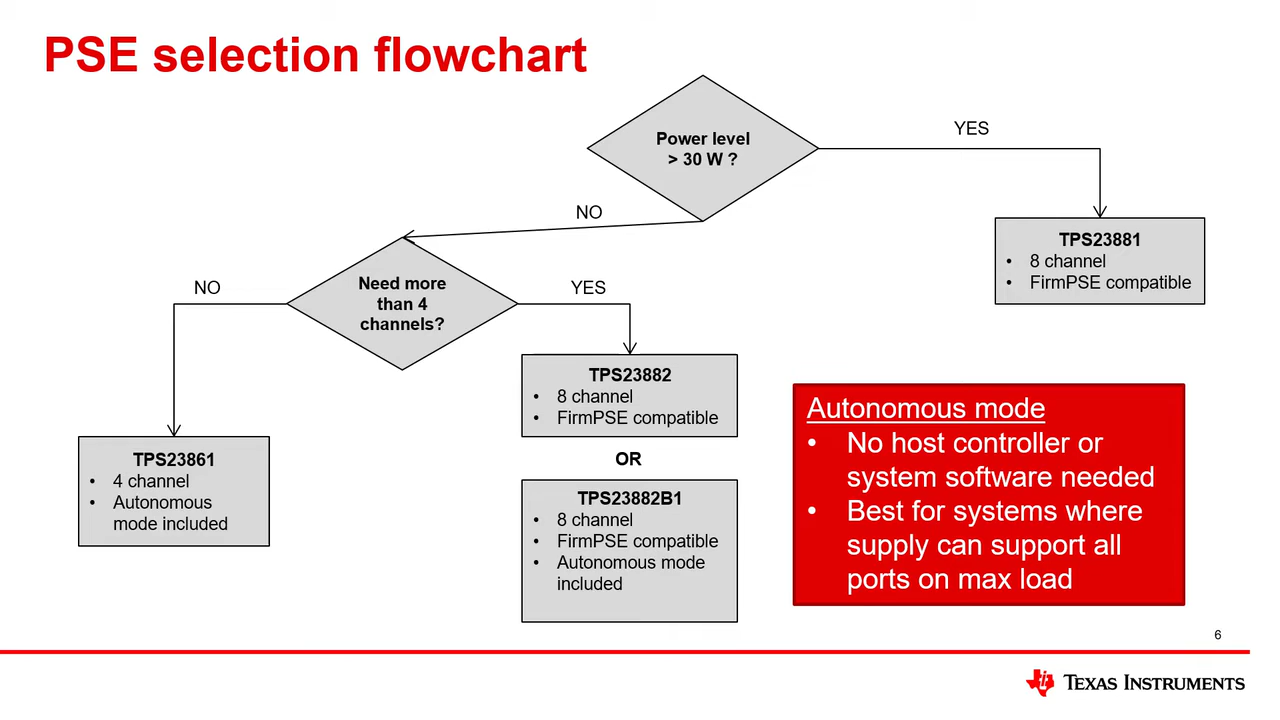 PSE selection flowchart
Power level
> 30 W ?
YES
NO
Need more
than 4
channels?
NO
YES
TPS23881
• 8 channel
• FirmPSE compatible
TPS23882
• 8 channel
• FirmPSE compatible
OR
TPS23882B1
• 8 channel
• FirmPSE compatible
• Autonomous mode
included
TPS23861
• 4 channel
• Autonomous
mode included
Autonomous mode
• No host controller or
system software needed
• Best for systems where
supply can support all
ports on max load
6
TEXAS INSTRUMENTS